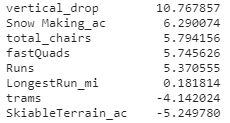 vertical_drop 10.767857
Snow Making_ac 6.290074
total_chairs 5.794156
fastQuads 5.745626
Runs 5.370555
LongestRun_mi 0.181814
trams -4.142024
SkiableTerrain_ac -5.249780